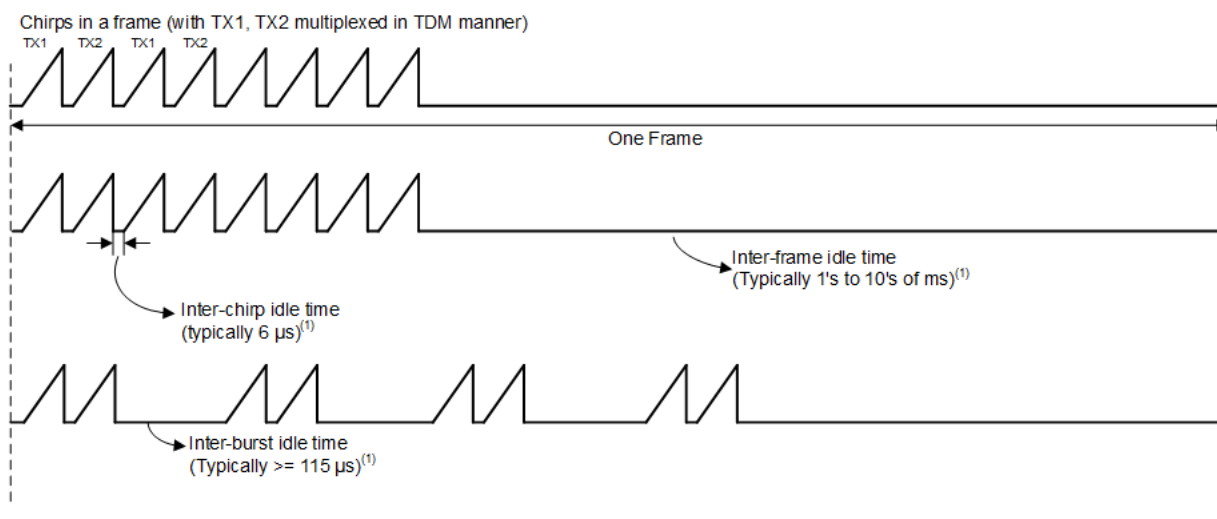 Chirps in a frame (with TX1, TX2 multiplexed in TDM manner)
TX1 TX2 TX1 TX2
One Frame
Inter-frame idle time
(Typically 1's to 10's of ms)(1)
Inter-chirp idle time
(typically 6 µs)(1)
Inter-burst idle time
(Typically >= 115 µs)(1)